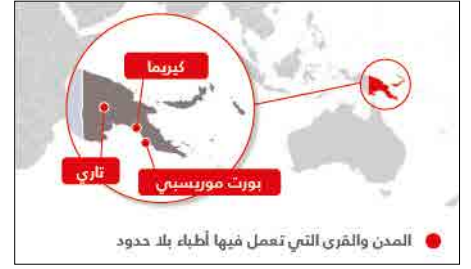 كيريما
تاري
بورت موريسبي
المدن والقرى التي تعمل فيها أطباء بلا حدود